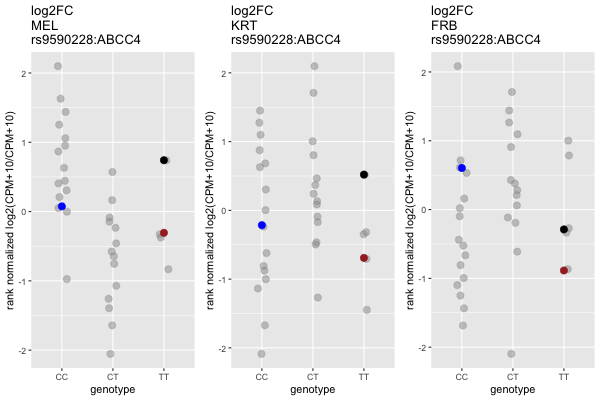 log2FC
MEL
rs9590228:ABCC4
rank normalized log2(CPM+10/CPM+10)
2
1
0
-1
-2
CC
CT
TT
genotype
log2FC
KRT
rs9590228:ABCC4
rank normalized log2(CPM+10/CPM+10)
2
1
0
-1
-2
CC
CT
TT
genotype
log2FC
FRB
rs9590228:ABCC4
rank normalized log2(CPM+10/CPM+10)
2
1
0
-1
-2
CC
CT
TT
genotype